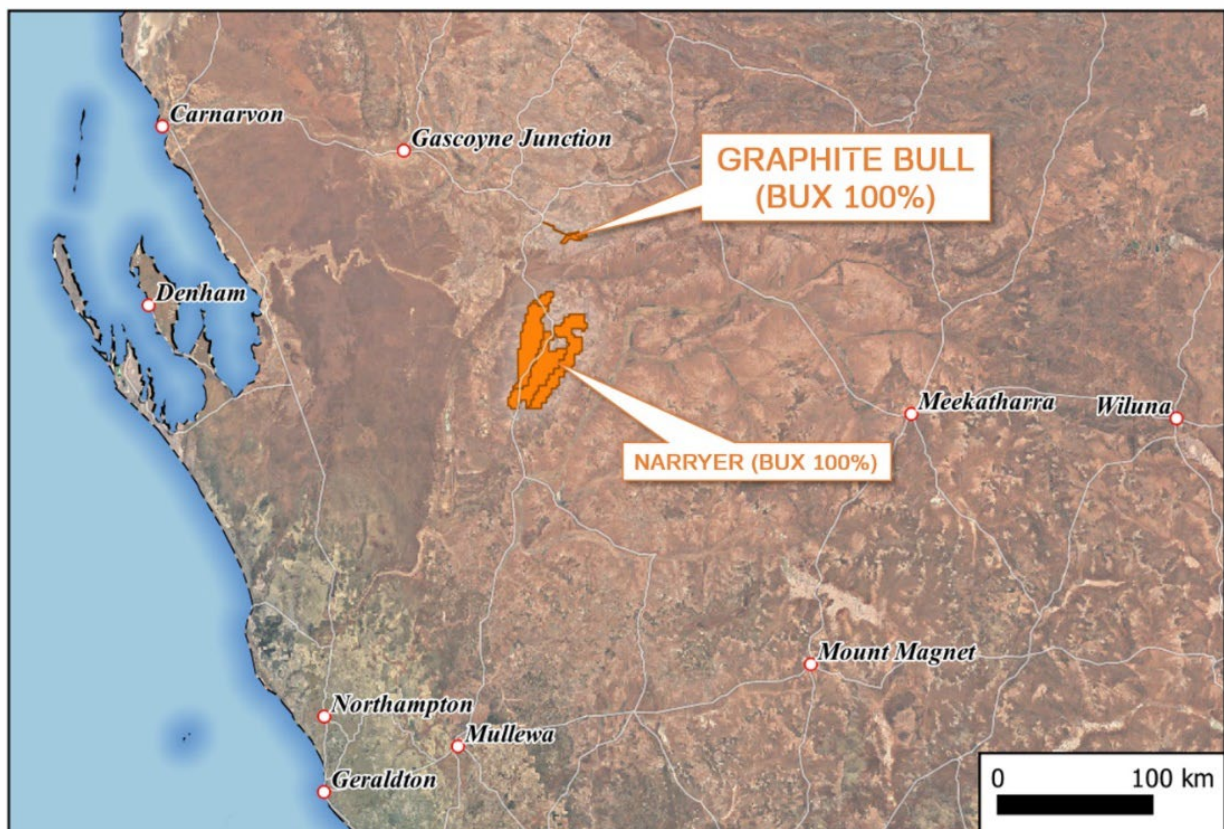 Carnarvon
Gascoyne Junction
GRAPHITE BULL
(BUX 100%)
Denham
Meekatharra
Wiluna
NARRYER (BUX 100%)
Mount Magnet
Northampton
Mullewa
Geraldton
0 100 km